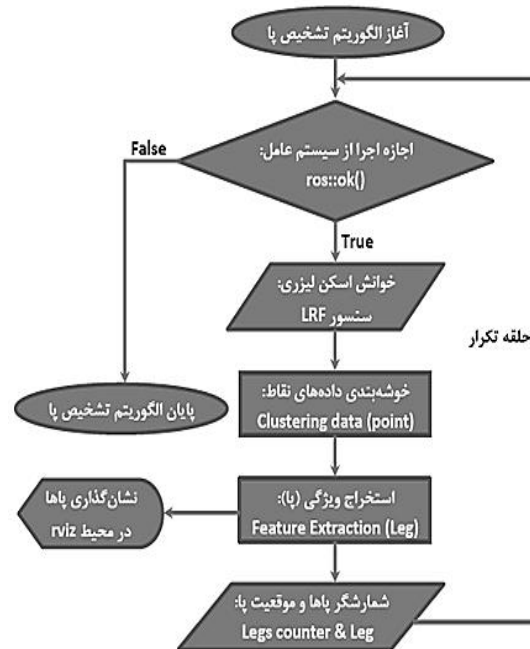 آغاز الگوریتم تشخیص پا
اجازه اجرا از سیستم عامل:
ros::ok()
False
True
خوانش اسکن لیزری:
سنسور LRF
حلقه تکرار
خوشه‌بندی داده‌های نقاط:
Clustering data (point)
پایان الگوریتم تشخیص پا
استخراج ویژگی (پا):
Feature Extraction (Leg)
نشان‌گذاری پاها
در محیط rviz
شمارشگر پاها و موقعیت پا:
Legs counter & Leg